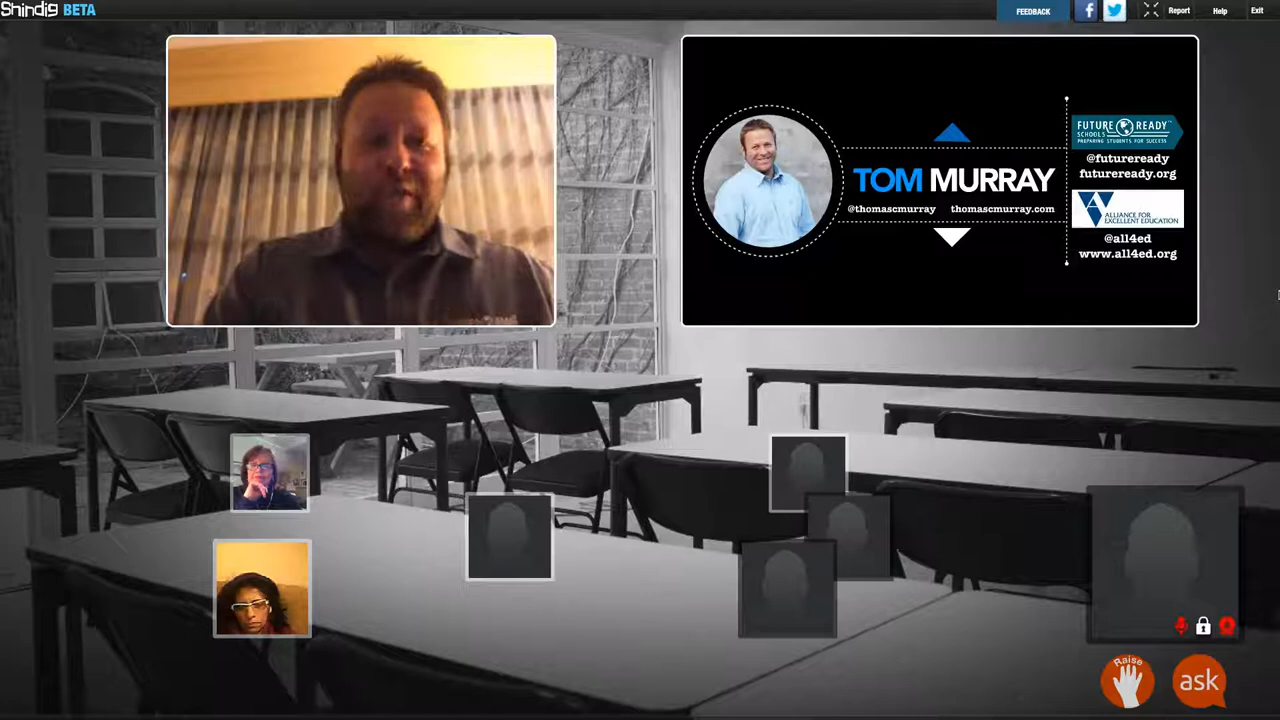 Shindig BETA
FEEDBACK
Report
Help
Exit
FUTURE READY™
SCHOOLS
PREPARING STUDENTS FOR SUCCESS
@futureready
futureready.org
TOM MURRAY
@thomascmurray thomascmurray.com
ALLIANCE FOR
EXCELLENT EDUCATION
@all4ed
www.all4ed.org
Raise
ask